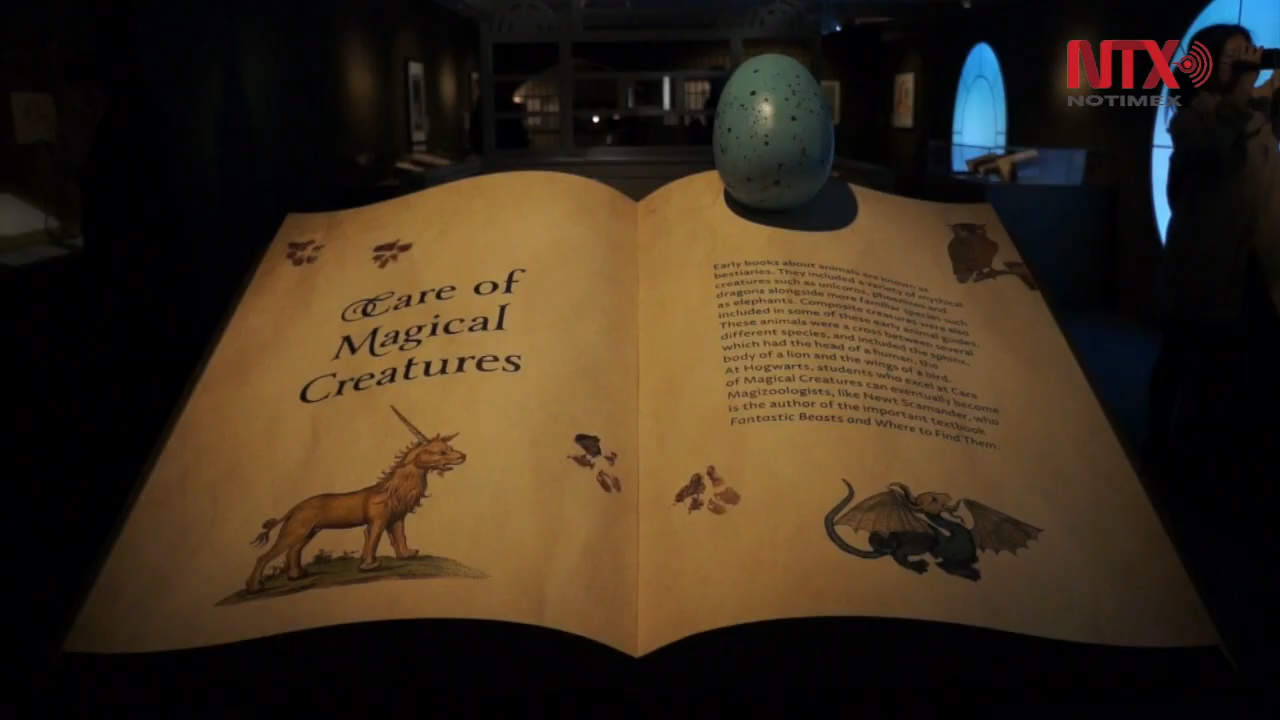 NTX
NOTIMEX
Care of
Magical
Creatures
Early books about animals are known as
bestiaries. They included a variety of mythical
creatures such as unicorns, phoenixes and
dragons alongside more familiar species such
as elephants. Composite creatures were also
included in some of these early animal guides.
These animals were a cross between several
different species, and included the sphinx,
which had the head of a human, the
body of a lion and the wings of a bird.
At Hogwarts, students who excel at Care
of Magical Creatures can eventually become
Magizoologists, like Newt Scamander, who
is the author of the important textbook
Fantastic Beasts and Where to Find Them.